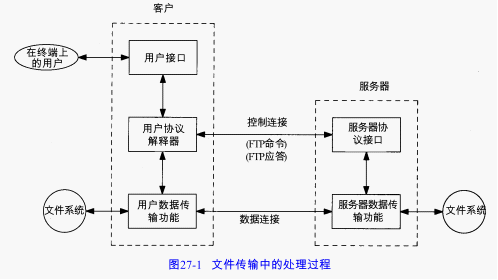 客户
在终端上
的用户
用户接口
服务器
用户协议
解释器
控制连接
(FTP命令)
(FTP应答)
服务器协
议接口
文件系统
用户数据传
输功能
数据连接
服务器数据传
输功能
文件系统
图27-1 文件传输中的处理过程